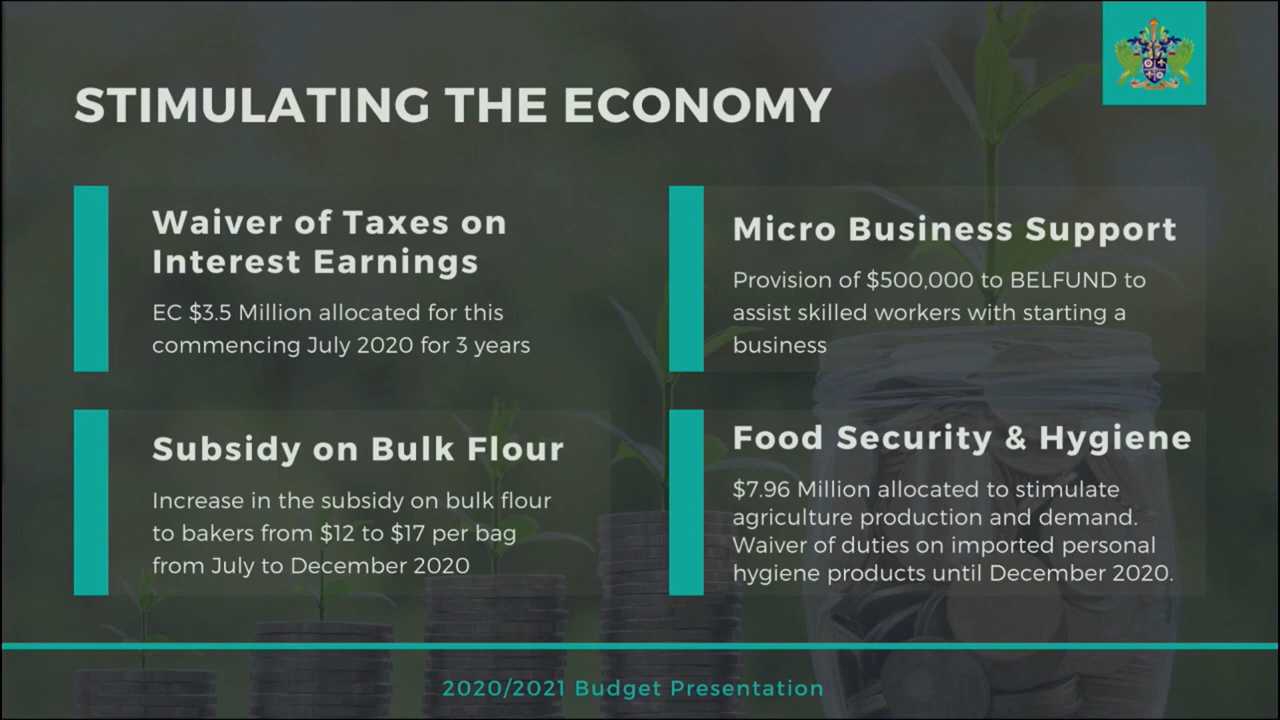 STIMULATING THE ECONOMY
Waiver of Taxes on
Interest Earnings
EC $3.5 Million allocated for this
commencing July 2020 for 3 years
Micro Business Support
Provision of $500,000 to BELFUND to
assist skilled workers with starting a
business
Subsidy on Bulk Flour
Increase in the subsidy on bulk flour
to bakers from $12 to $17 per bag
from July to December 2020
Food Security & Hygiene
$7.96 Million allocated to stimulate
agriculture production and demand.
Waiver of duties on imported personal
hygiene products until December 2020.
2020/2021 Budget Presentation